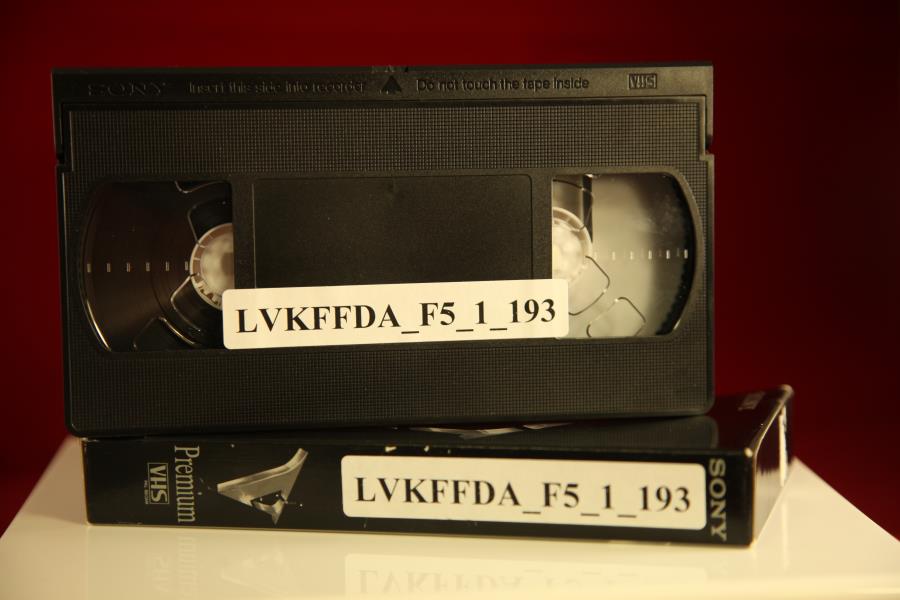 SONY Insert this side into recorder Do not touch the tape inside VHS
LVKFFDA_F5_1_193
Premium
VHS
LVKFFDA_F5_1_193
SONY